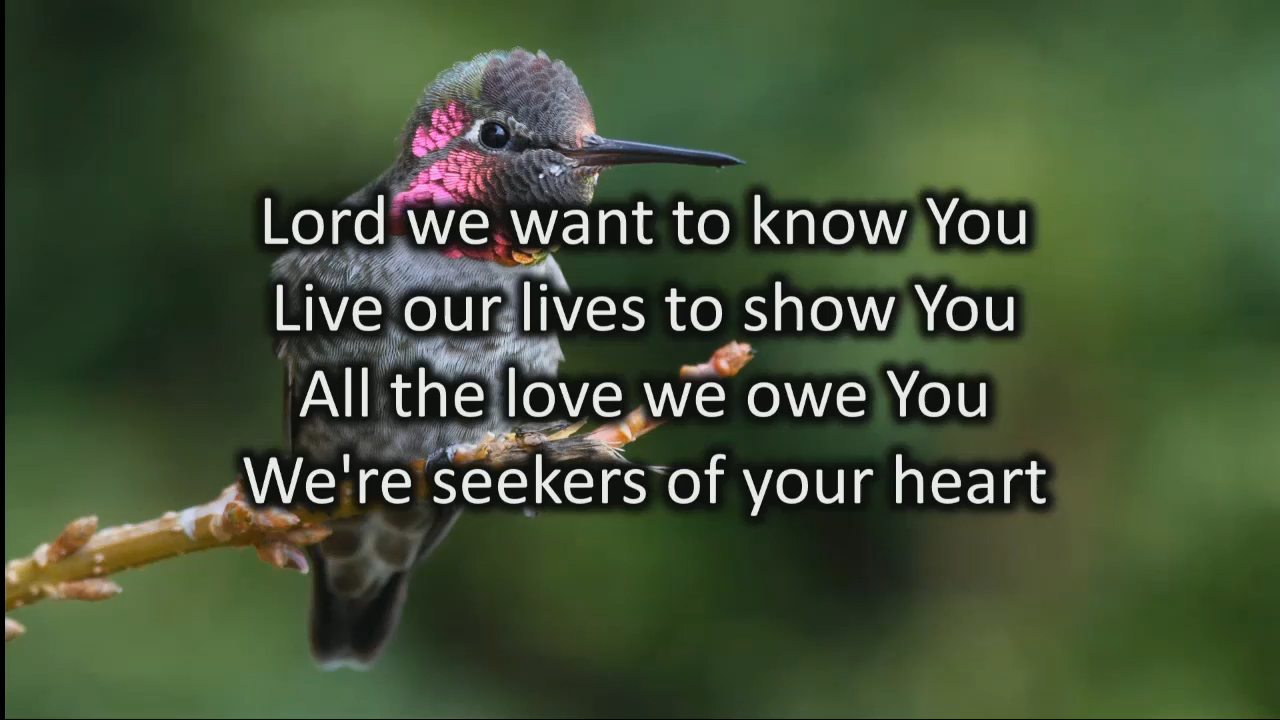 Lord we want to know You
Live our lives to show You
All the love we owe You
We're seekers of your heart